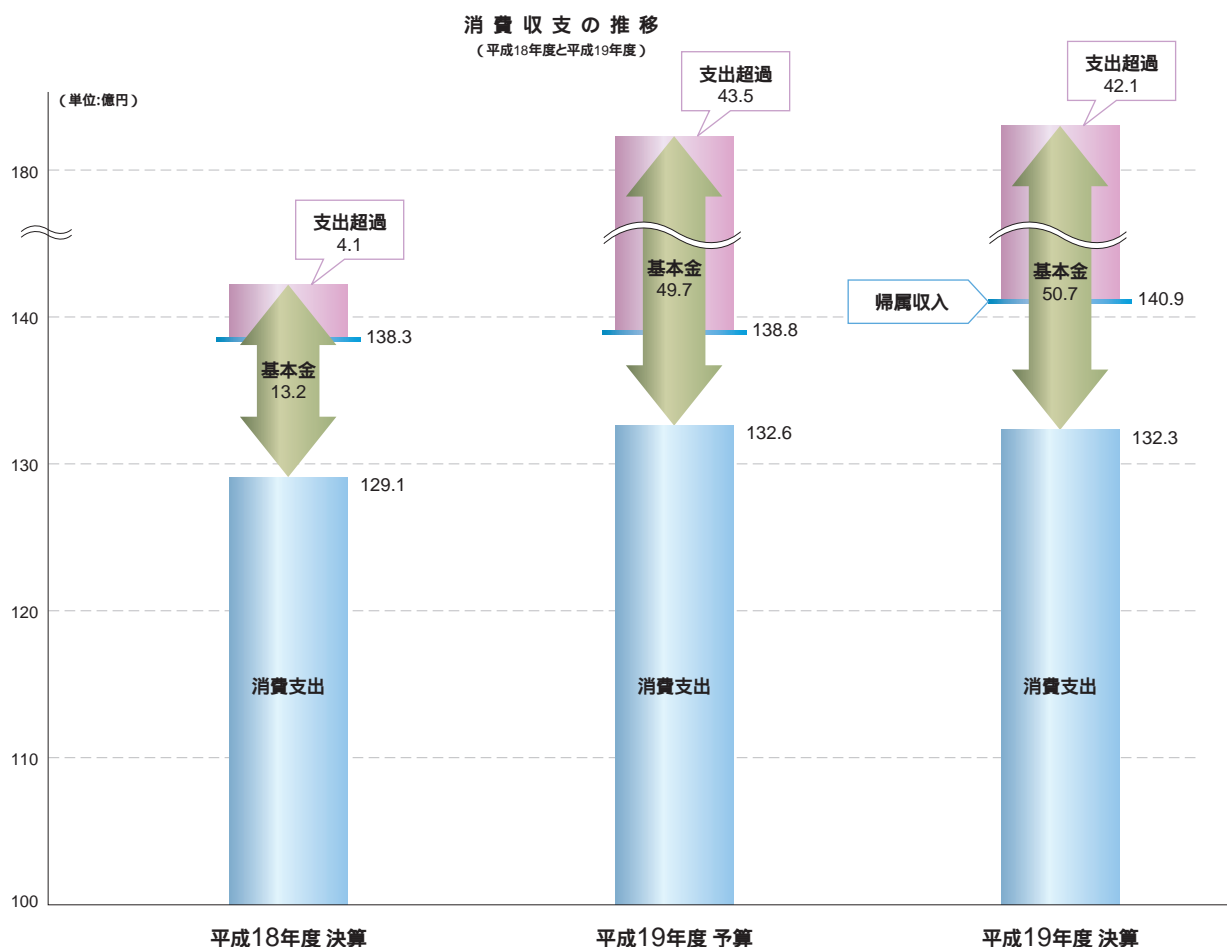 消費収支の推移
（平成18年度と平成19年度）
（単位:億円）
支出超過
43.5
支出超過
42.1
180
支出超過
4.1
基本金
49.7
基本金
50.7
帰属収入
140.9
140
138.3
138.8
基本金
13.2
132.6
132.3
130
129.1
120
消費支出
消費支出
消費支出
110
100
平成18年度 決算
平成19年度 予算
平成19年度 決算